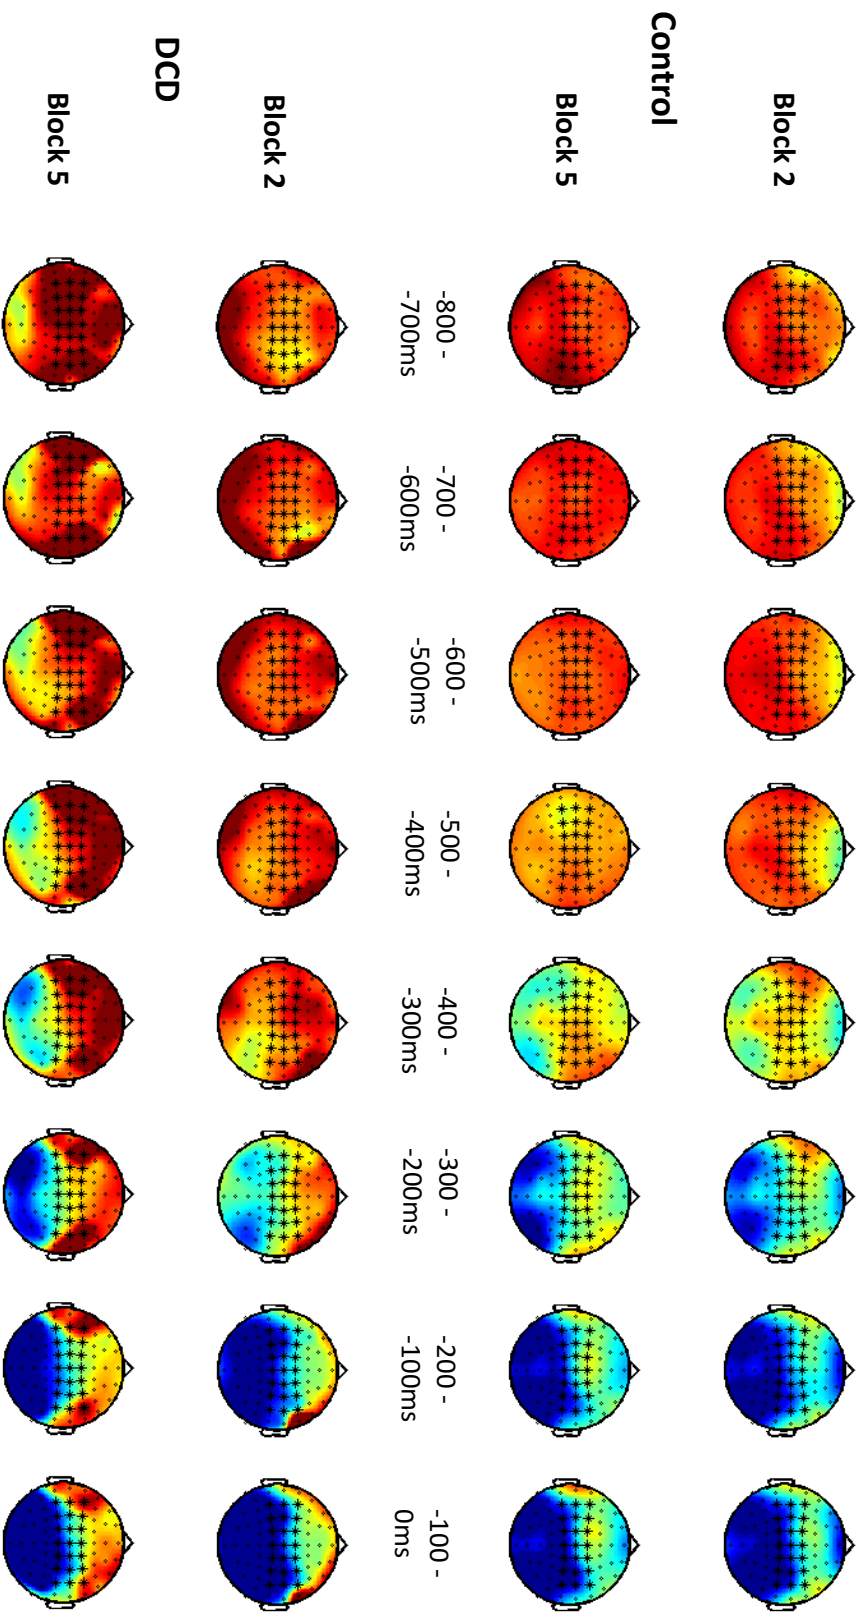 Control
Block 2
Block 5
-800 -
-700ms
-700 -
-600ms
-600 -
-500ms
-500 -
-400ms
-400 -
-300ms
-300 -
-200ms
-200 -
-100ms
-100 -
0ms
DCD
Block 2
Block 5